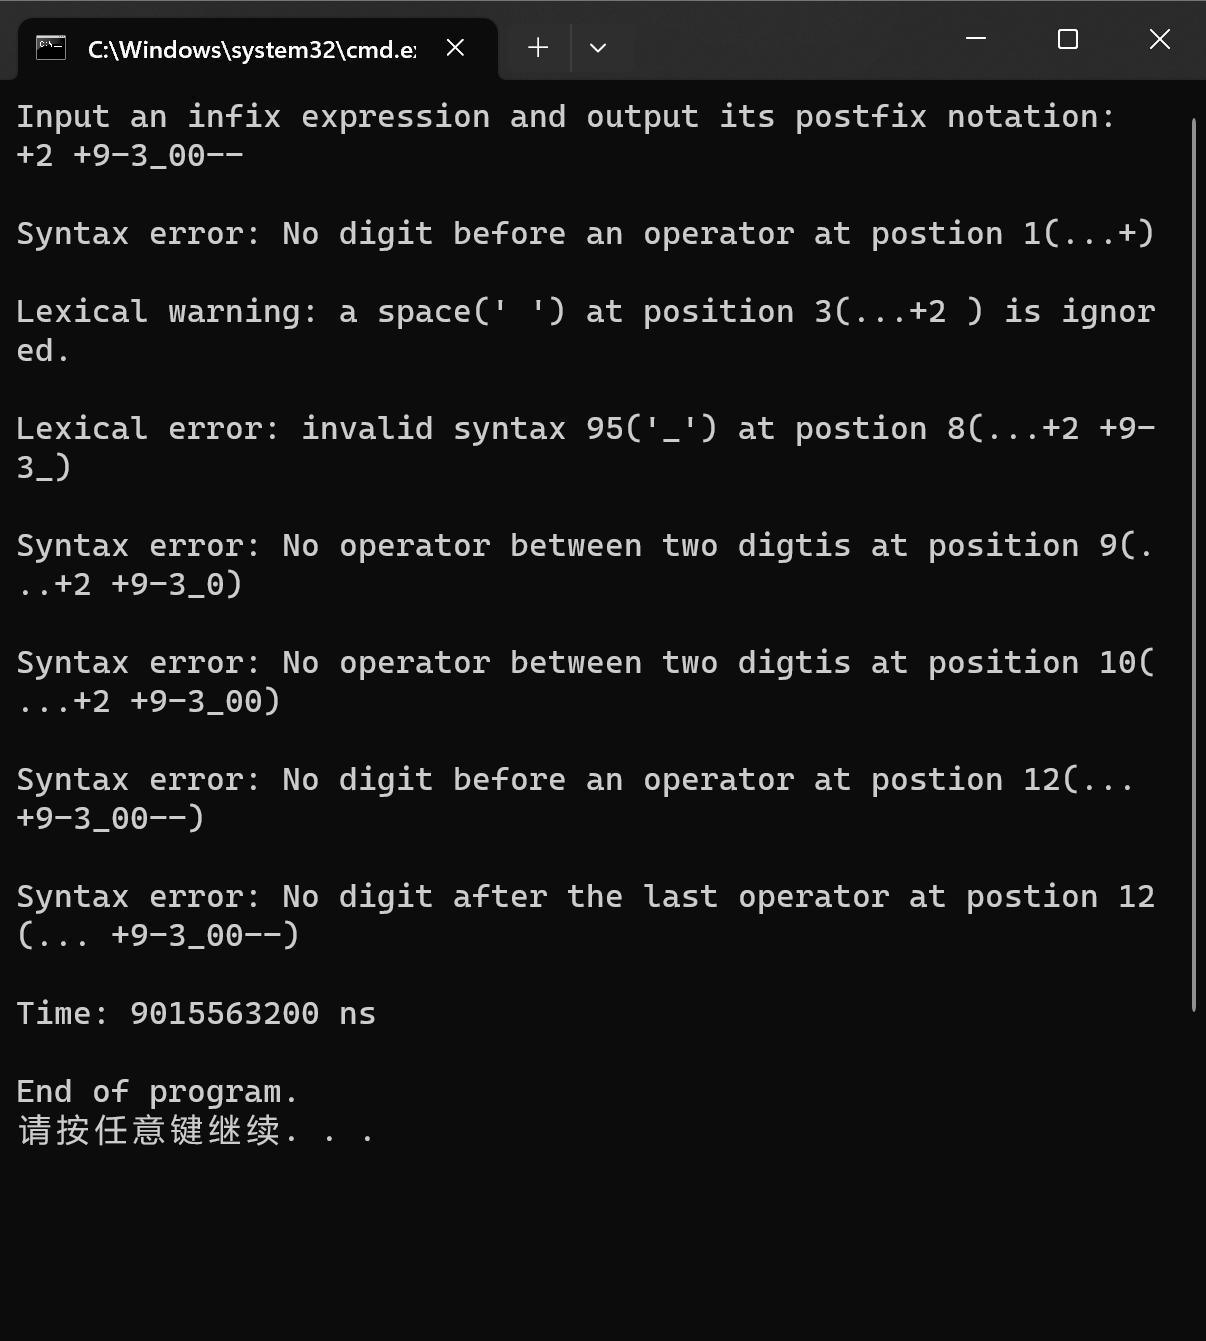 C:\Windows\system32\cmd.e
Input an infix expression and output its postfix notation:
+2 +9-3_00--
Syntax error: No digit before an operator at postion 1(...+)
Lexical warning: a space(' ') at position 3(...+2 ) is ignor
ed.
Lexical error: invalid syntax 95('_') at postion 8(...+2 +9-
3_)
Syntax error: No operator between two digtis at position 9(.
..+2 +9-3_0)
Syntax error: No operator between two digtis at position 10(
...+2 +9-3_00)
Syntax error: No digit before an operator at postion 12(...
+9-3_00--)
Syntax error: No digit after the last operator at postion 12
(... +9-3_00--)
Time: 9015563200 ns
End of program.
请按任意键继续. . .